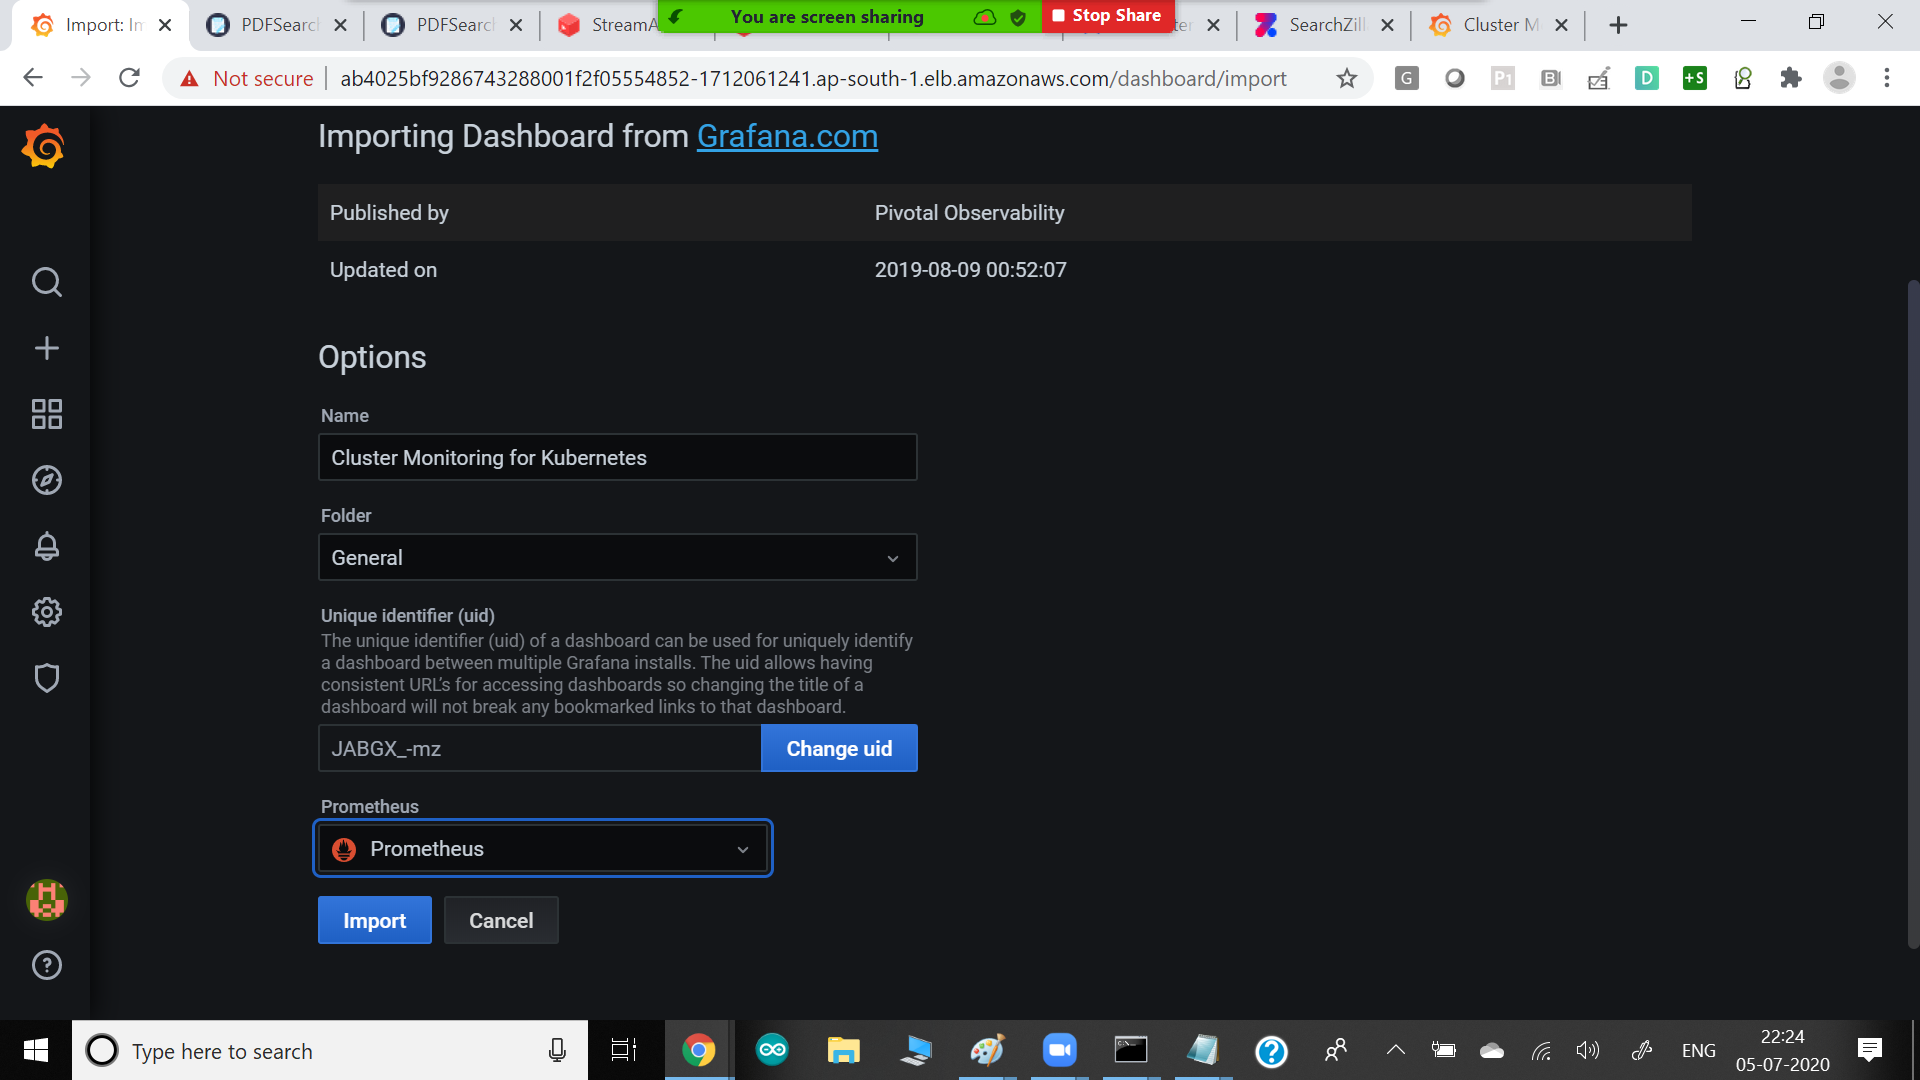 Import: Im
PDFSearch
PDFSearch
StreamA
You are screen sharing
Stop Share
ter
SearchZill
Cluster M
Not secure
ab4025bf9286743288001f2f05554852-1712061241.ap-south-1.elb.amazonaws.com/dashboard/import
G
P1
B
D
+S
Importing Dashboard from Grafana.com
Published by
Pivotal Observability
Updated on
2019-08-09 00:52:07
Options
Name
Cluster Monitoring for Kubernetes
Folder
General
Unique identifier (uid)
The unique identifier (uid) of a dashboard can be used for uniquely identify
a dashboard between multiple Grafana installs. The uid allows having
consistent URL's for accessing dashboards so changing the title of a
dashboard will not break any bookmarked links to that dashboard.
JABGX_-mz
Change uid
Prometheus
Prometheus
Import
Cancel
Type here to search
ENG
22:24
05-07-2020